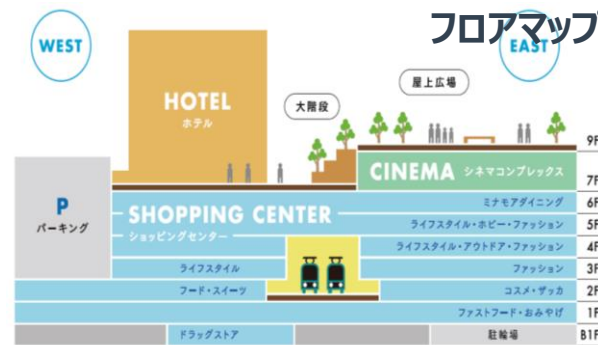 フロアマップ
WEST
EAST
屋上広場
HOTEL
ホテル
大階段
9F
CINEMA シネマコンプレックス
7F
P
パーキング
SHOPPING CENTER
ショッピングセンター
ミナモアダイニング
6F
ライフスタイル・ホビー・ファッション
5F
ライフスタイル・アウトドア・ファッション
4F
ライフスタイル
ファッション
3F
フード・スイーツ
コスメ・ザッカ
2F
ファストフード・おみやげ
1F
ドラッグストア
駐輪場
B1F